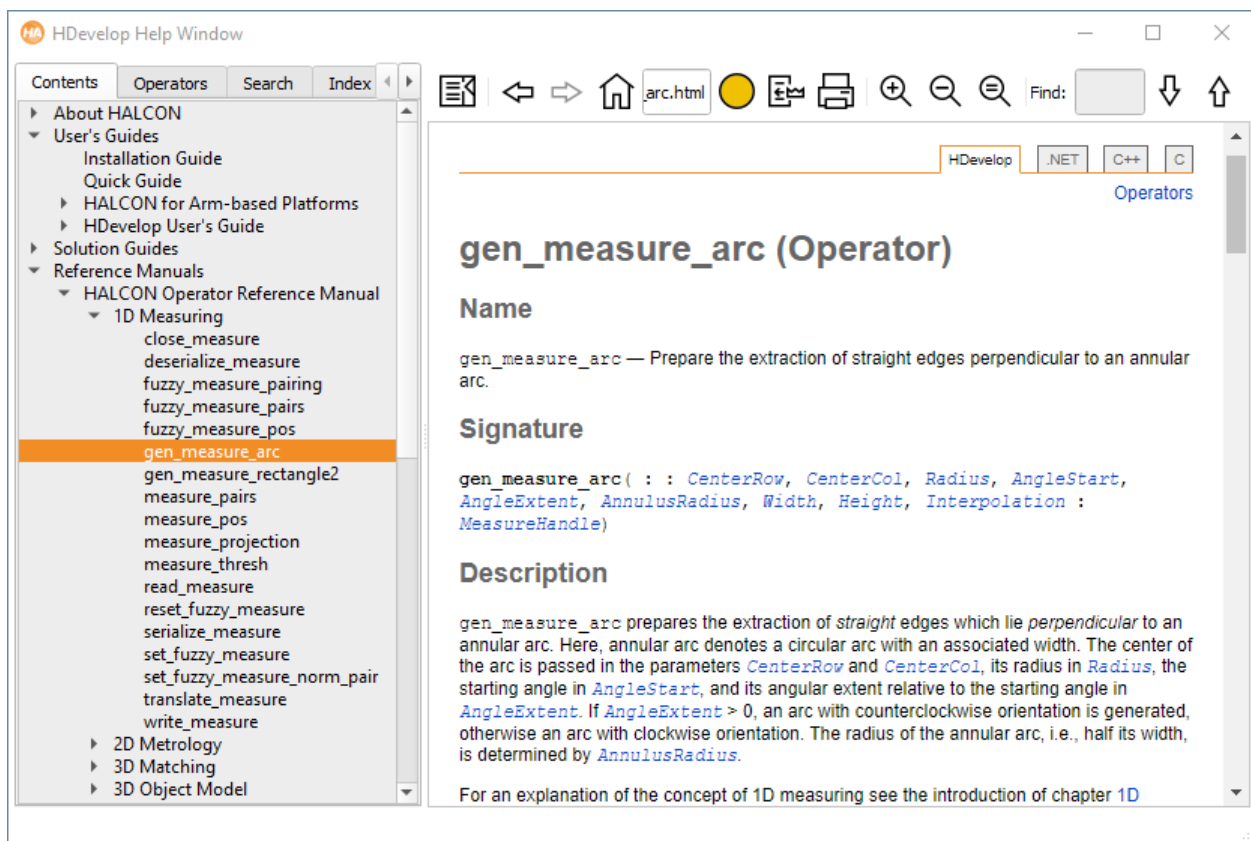 HDevelop Help Window
Contents
Operators
Search
Index
About HALCON
User's Guides
Installation Guide
Quick Guide
HALCON for Arm-based Platforms
HDevelop User's Guide
Solution Guides
Reference Manuals
HALCON Operator Reference Manual
1D Measuring
close_measure
deserialize_measure
fuzzy_measure_pairing
fuzzy_measure_pairs
fuzzy_measure_pos
gen_measure_arc
gen_measure_rectangle2
measure_pairs
measure_pos
measure_projection
measure_thresh
read_measure
reset_fuzzy_measure
serialize_measure
set_fuzzy_measure
set_fuzzy_measure_norm_pair
translate_measure
write_measure
2D Metrology
3D Matching
3D Object Model
_arc.html
Find:
HDevelop
.NET
C++
C
Operators
gen_measure_arc (Operator)
Name
gen_measure_arc — Prepare the extraction of straight edges perpendicular to an annular
arc.
Signature
gen_measure_arc( : : CenterRow, CenterCol, Radius, AngleStart,
AngleExtent, AnnulusRadius, Width, Height, Interpolation :
MeasureHandle)
Description
gen_measure_arc prepares the extraction of straight edges which lie perpendicular to an
annular arc. Here, annular arc denotes a circular arc with an associated width. The center of
the arc is passed in the parameters CenterRow and CenterCol, its radius in Radius, the
starting angle in AngleStart, and its angular extent relative to the starting angle in
AngleExtent. If AngleExtent > 0, an arc with counterclockwise orientation is generated,
otherwise an arc with clockwise orientation. The radius of the annular arc, i.e., half its width,
is determined by AnnulusRadius.
For an explanation of the concept of 1D measuring see the introduction of chapter 1D